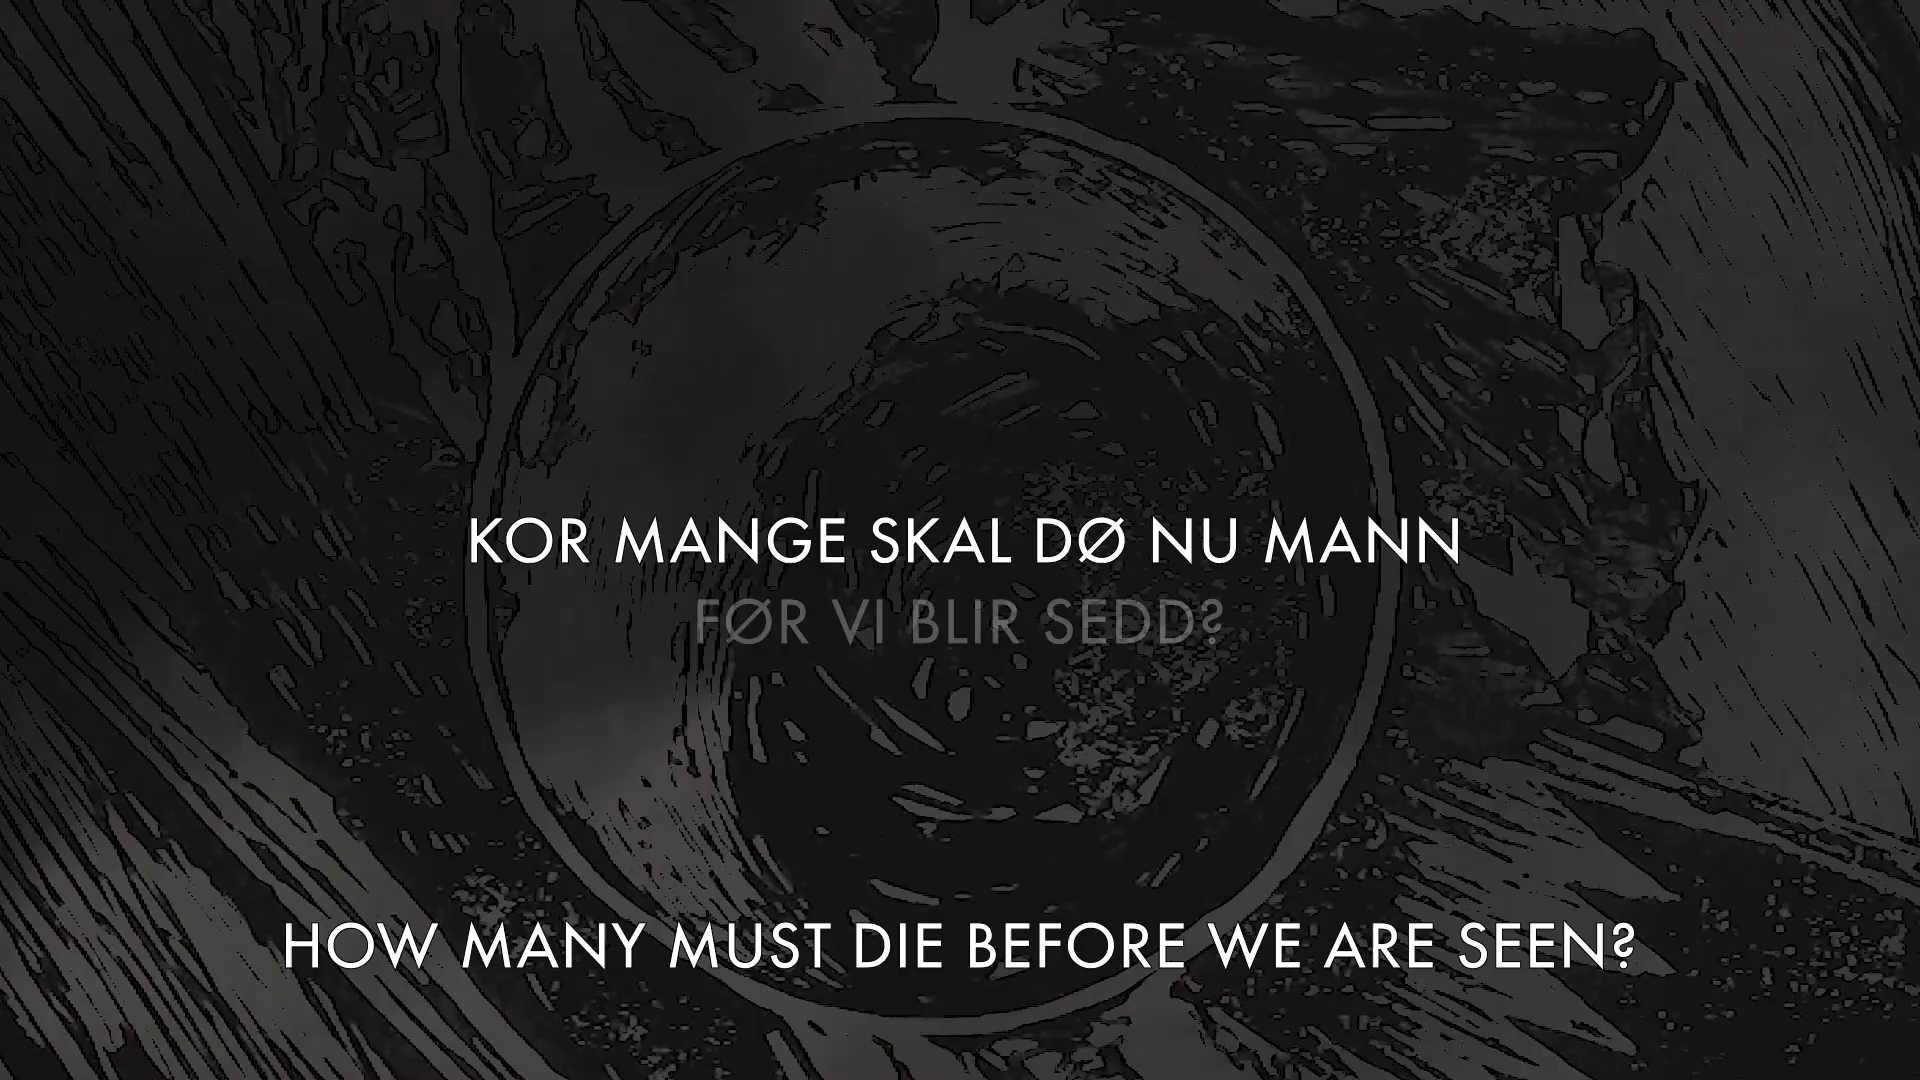 KOR MANGE SKAL DØ NU MANN
FØR VI BLIR SEDD?
HOW MANY MUST DIE BEFORE WE ARE SEEN?